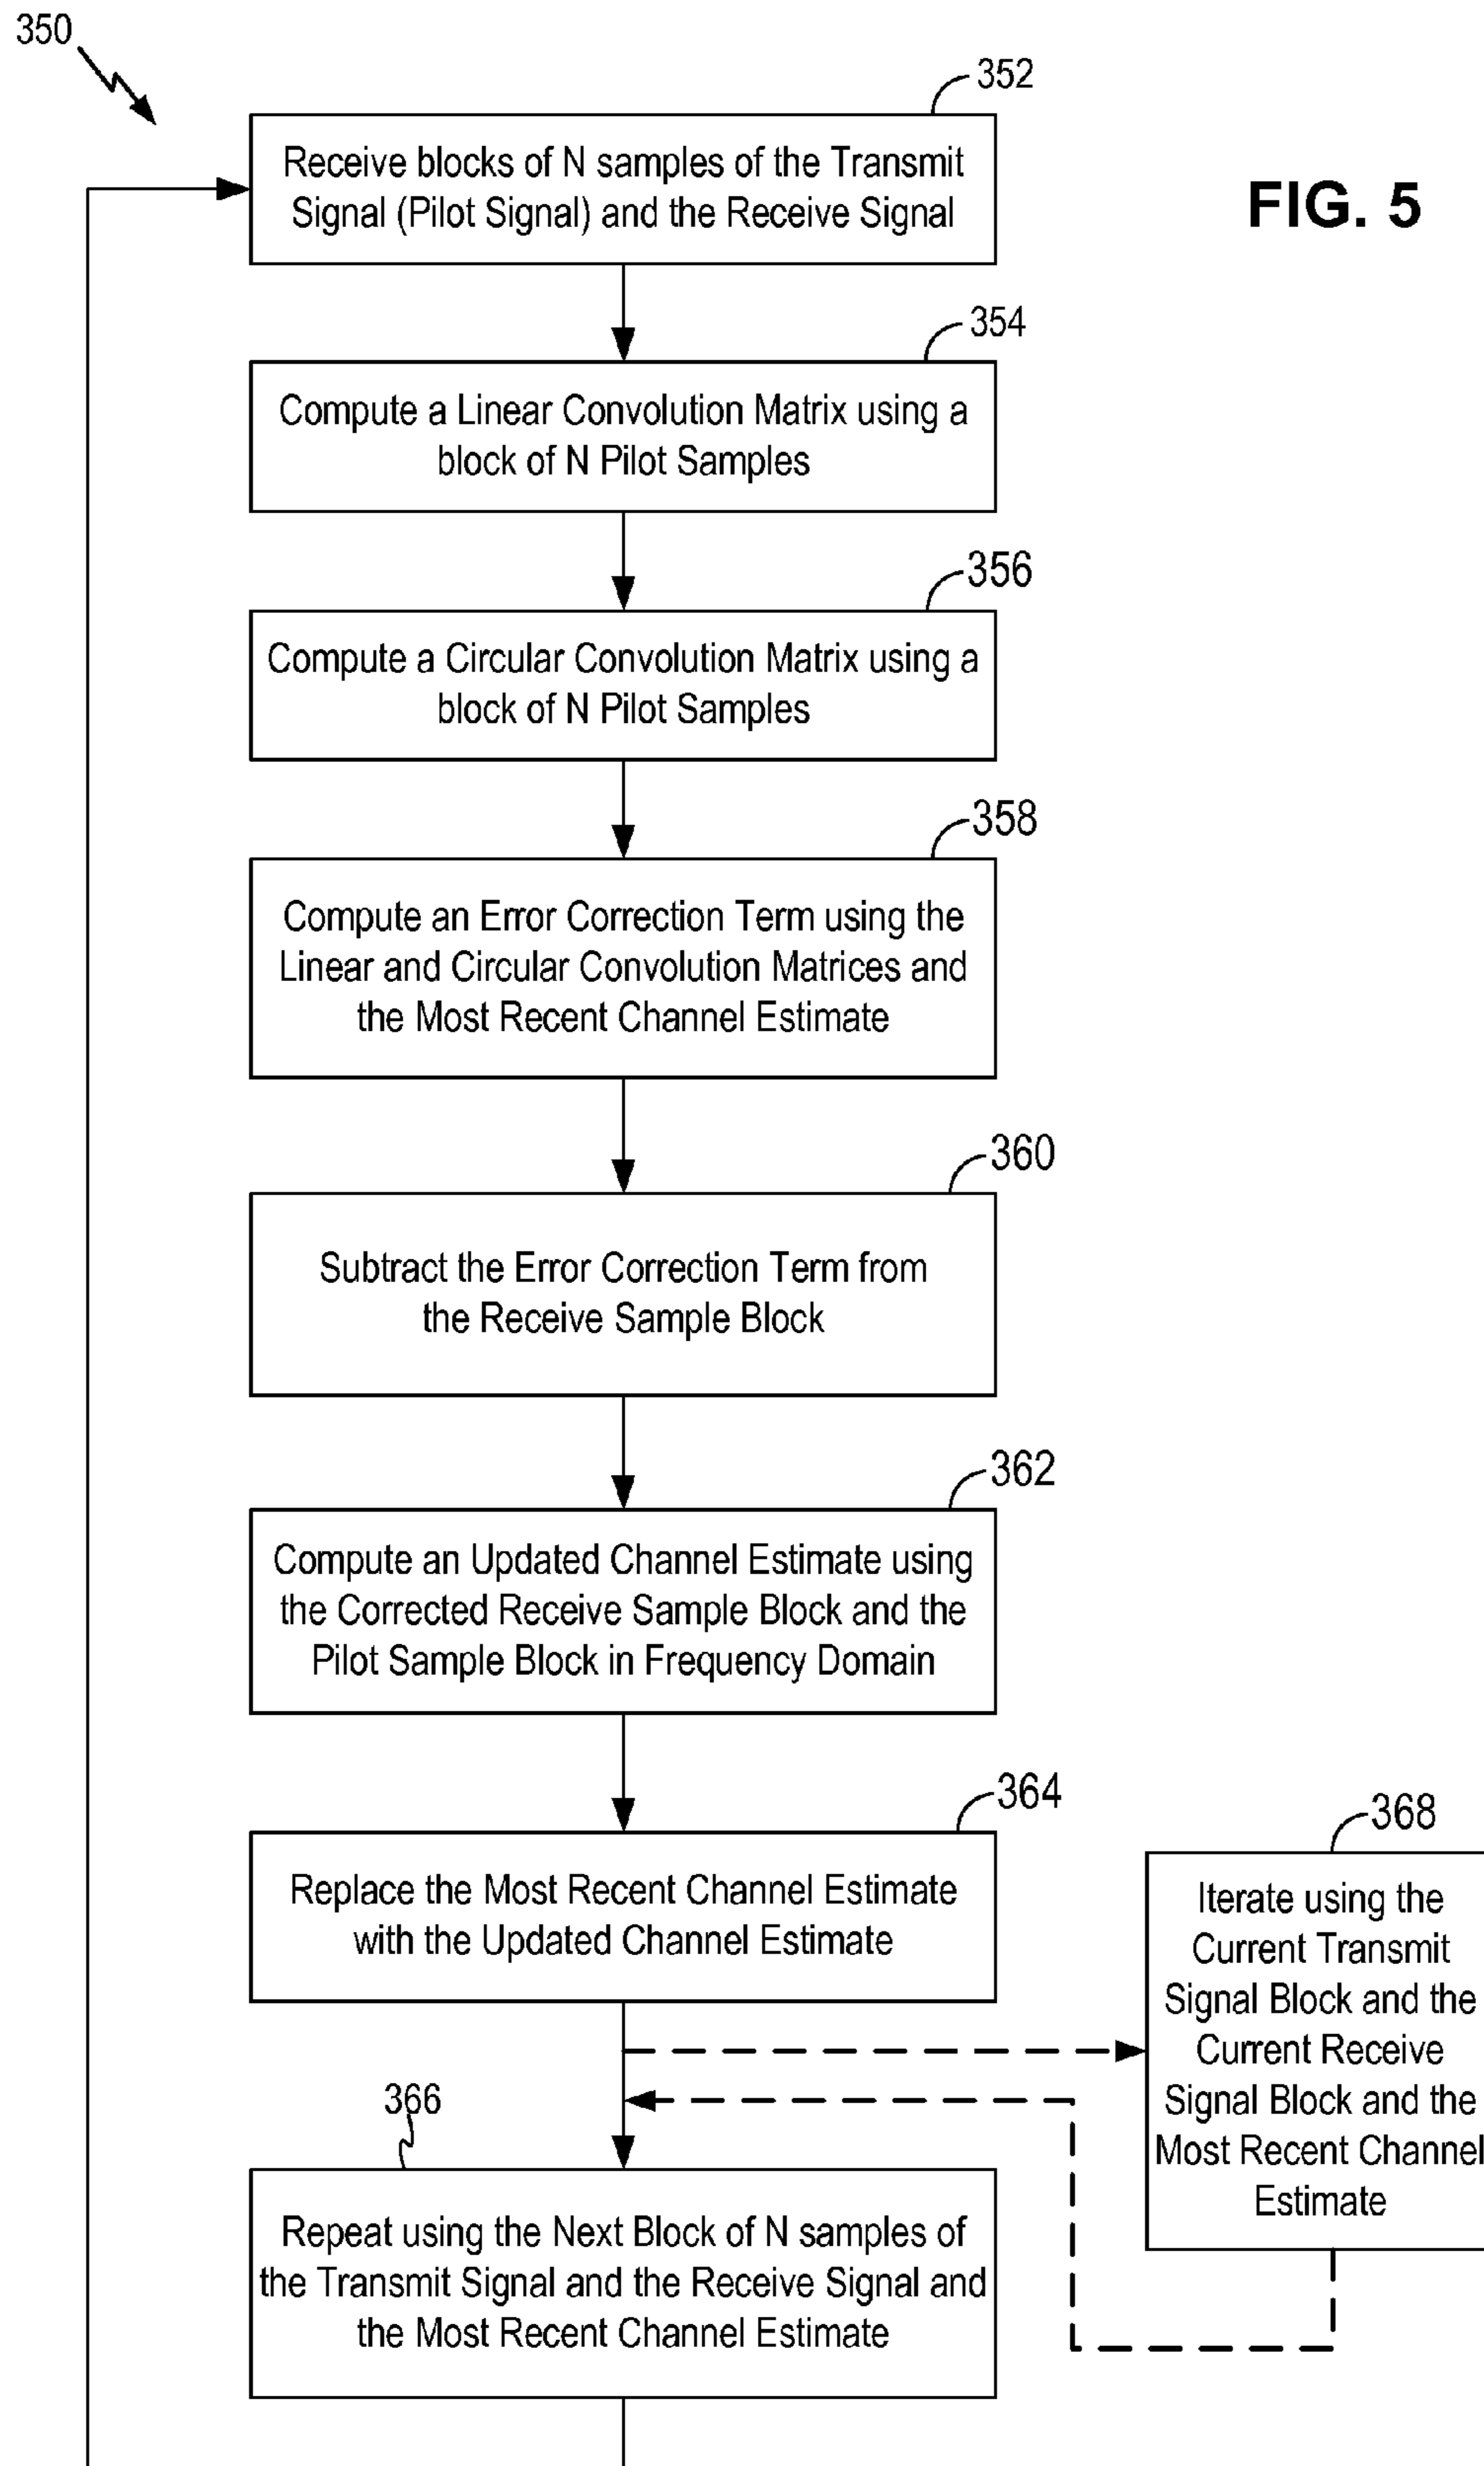 350
352
Receive blocks of N samples of the Transmit
Signal (Pilot Signal) and the Receive Signal
FIG. 5
354
Compute a Linear Convolution Matrix using a
block of N Pilot Samples
356
Compute a Circular Convolution Matrix using a
block of N Pilot Samples
358
Compute an Error Correction Term using the
Linear and Circular Convolution Matrices and
the Most Recent Channel Estimate
360
Subtract the Error Correction Term from
the Receive Sample Block
362
Compute an Updated Channel Estimate using
the Corrected Receive Sample Block and the
Pilot Sample Block in Frequency Domain
364
Replace the Most Recent Channel Estimate
with the Updated Channel Estimate
368
Iterate using the
Current Transmit
Signal Block and the
Current Receive
Signal Block and the
Most Recent Channel
Estimate
366
Repeat using the Next Block of N samples of
the Transmit Signal and the Receive Signal and
the Most Recent Channel Estimate